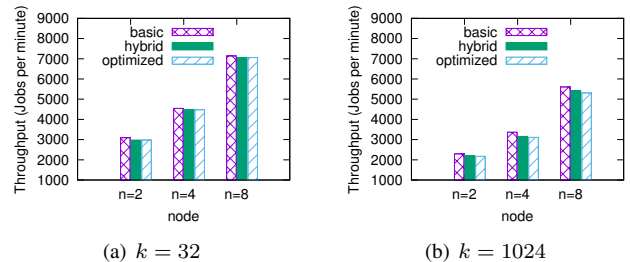 9000
8000
7000
6000
5000
4000
3000
2000
1000
Throughput (Jobs per minute)
basic
hybrid
optimized
n=2 n=4 n=8
node
(a) k = 32
9000
8000
7000
6000
5000
4000
3000
2000
1000
Throughput (Jobs per minute)
basic
hybrid
optimized
n=2 n=4 n=8
node
(b) k = 1024